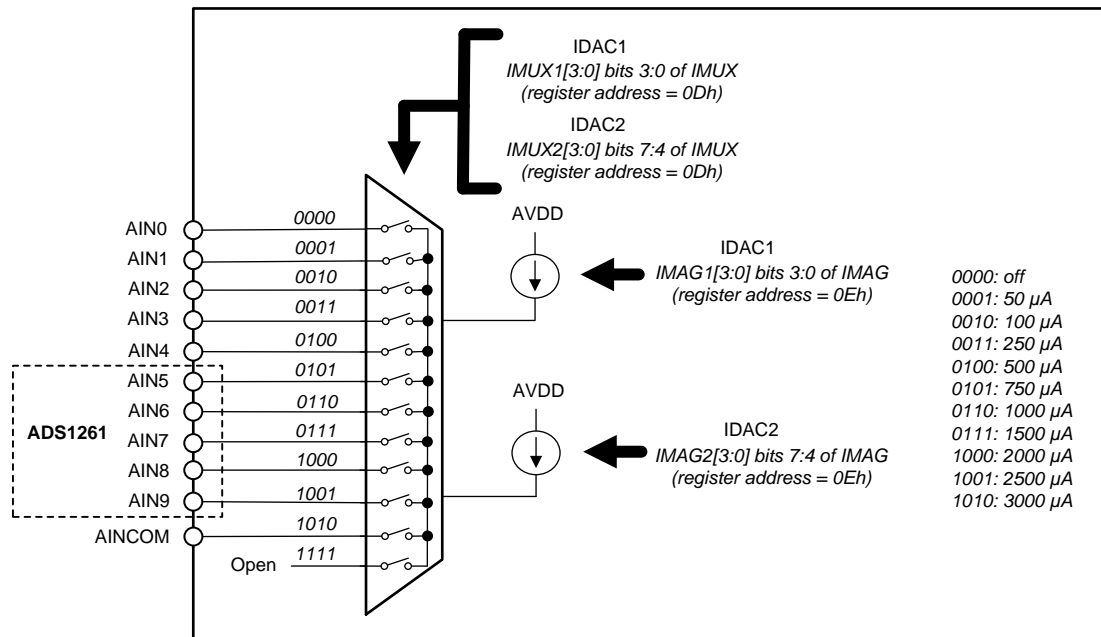 IDAC1
IMUX1[3:0] bits 3:0 of IMUX
(register address = 0Dh)
IDAC2
IMUX2[3:0] bits 7:4 of IMUX
(register address = 0Dh)
AIN0
0000
AIN1
0001
AIN2
0010
AIN3
0011
AIN4
0100
AIN5
0101
AIN6
0110
AIN7
0111
AIN8
1000
AIN9
1001
AINCOM
1010
Open
1111
ADS1261
AVDD
IDAC1
IMAG1[3:0] bits 3:0 of IMAG
(register address = 0Eh)
AVDD
IDAC2
IMAG2[3:0] bits 7:4 of IMAG
(register address = 0Eh)
0000: off
0001: 50 µA
0010: 100 µA
0011: 250 µA
0100: 500 µA
0101: 750 µA
0110: 1000 µA
0111: 1500 µA
1000: 2000 µA
1001: 2500 µA
1010: 3000 µA